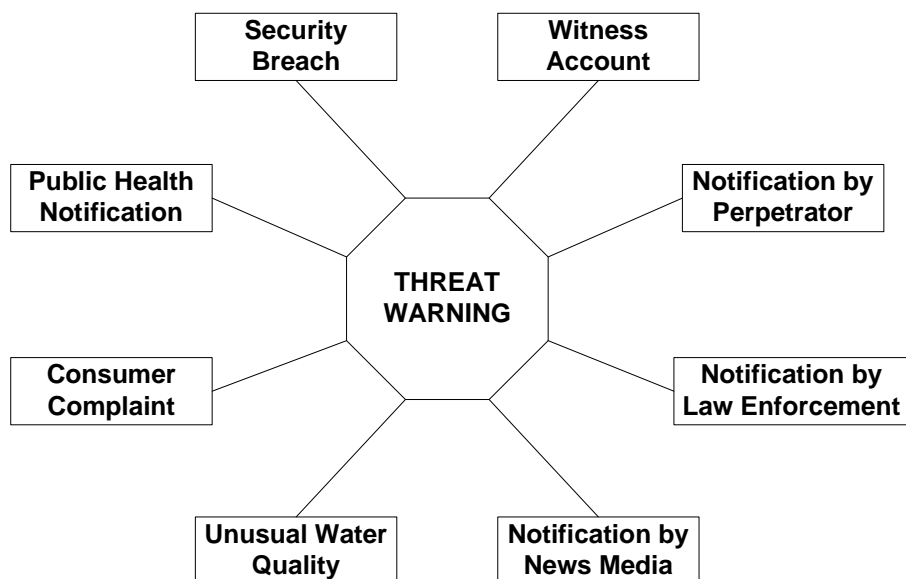 Security
Breach
Witness
Account
Public Health
Notification
Notification by
Perpetrator
THREAT
WARNING
Consumer
Complaint
Notification by
Law Enforcement
Unusual Water
Quality
Notification by
News Media